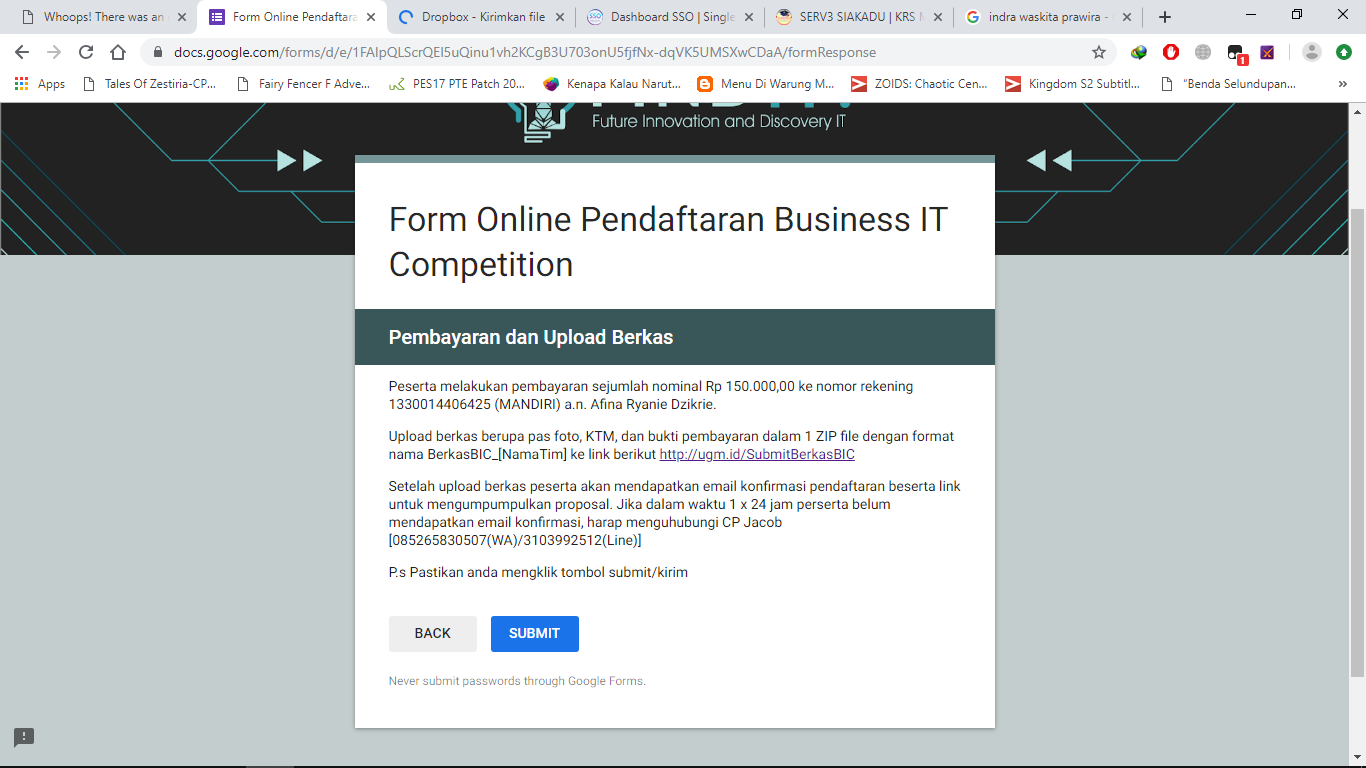 Whoops! There was an
Form Online Pendaftara
Dropbox - Kirimkan file
Dashboard SSO | Single
SERV3 SIAKADU | KRS M
indra waskita prawira -
docs.google.com/forms/d/e/1FAIpQLScrQEI5uQinu1vh2KCgB3U703onU5fjfNx-dqVK5UMSXwCDaA/formResponse
1
Apps
Tales Of Zestiria-CP...
Fairy Fencer F Adve...
PES17 PTE Patch 20...
Kenapa Kalau Narut...
Menu Di Warung M...
ZOIDS: Chaotic Cen...
Kingdom S2 Subtitl...
"Benda Selundupan...
»
Future Innovation and Discovery IT
Form Online Pendaftaran Business IT
Competition
Pembayaran dan Upload Berkas
Peserta melakukan pembayaran sejumlah nominal Rp 150.000,00 ke nomor rekening
1330014406425 (MANDIRI) a.n. Afina Ryanie Dzikrie.
Upload berkas berupa pas foto, KTM, dan bukti pembayaran dalam 1 ZIP file dengan format
nama BerkasBIC_[NamaTim] ke link berikut http://ugm.id/SubmitBerkasBIC
Setelah upload berkas peserta akan mendapatkan email konfirmasi pendaftaran beserta link
untuk mengumpumpulkan proposal. Jika dalam waktu 1 x 24 jam perserta belum
mendapatkan email konfirmasi, harap menguhubungi CP Jacob
[085265830507(WA)/3103992512(Line)]
P.s Pastikan anda mengklik tombol submit/kirim
BACK
SUBMIT
Never submit passwords through Google Forms.